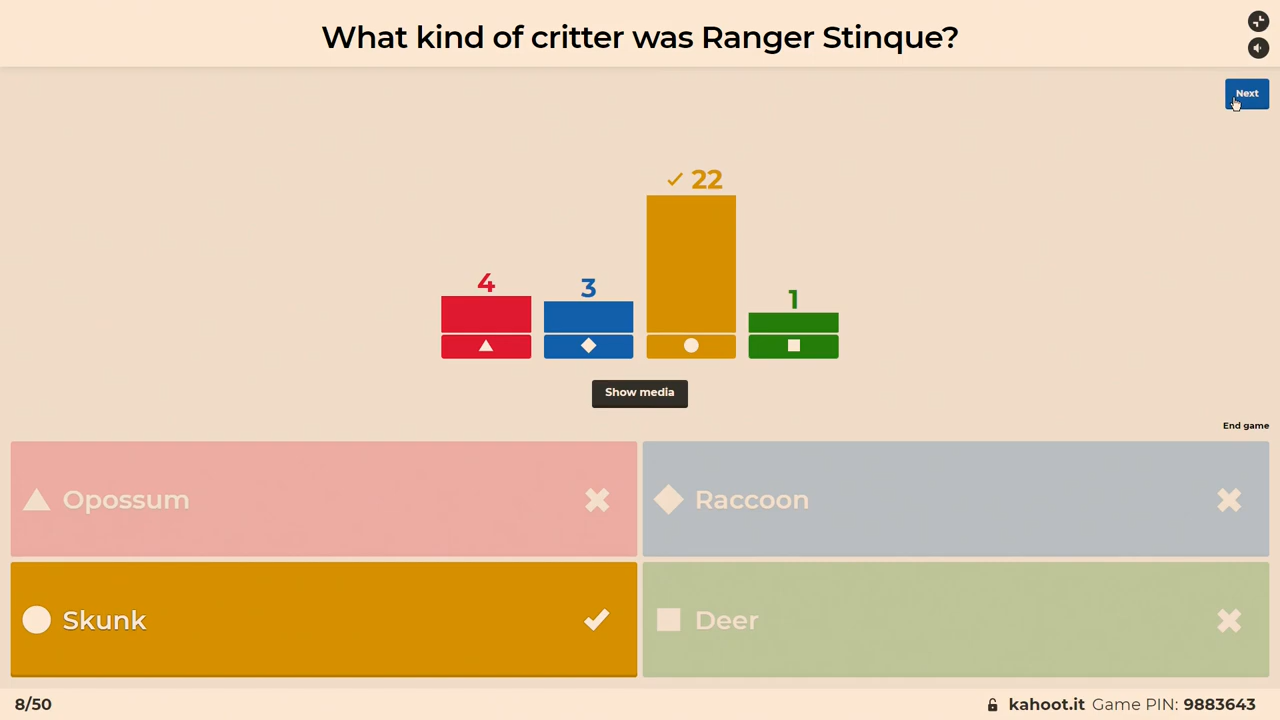 What kind of critter was Ranger Stinque?
Next
22
4
3
1
Show media
End game
Opossum
Raccoon
Skunk
Deer
8/50
kahoot.it Game PIN: 9883643